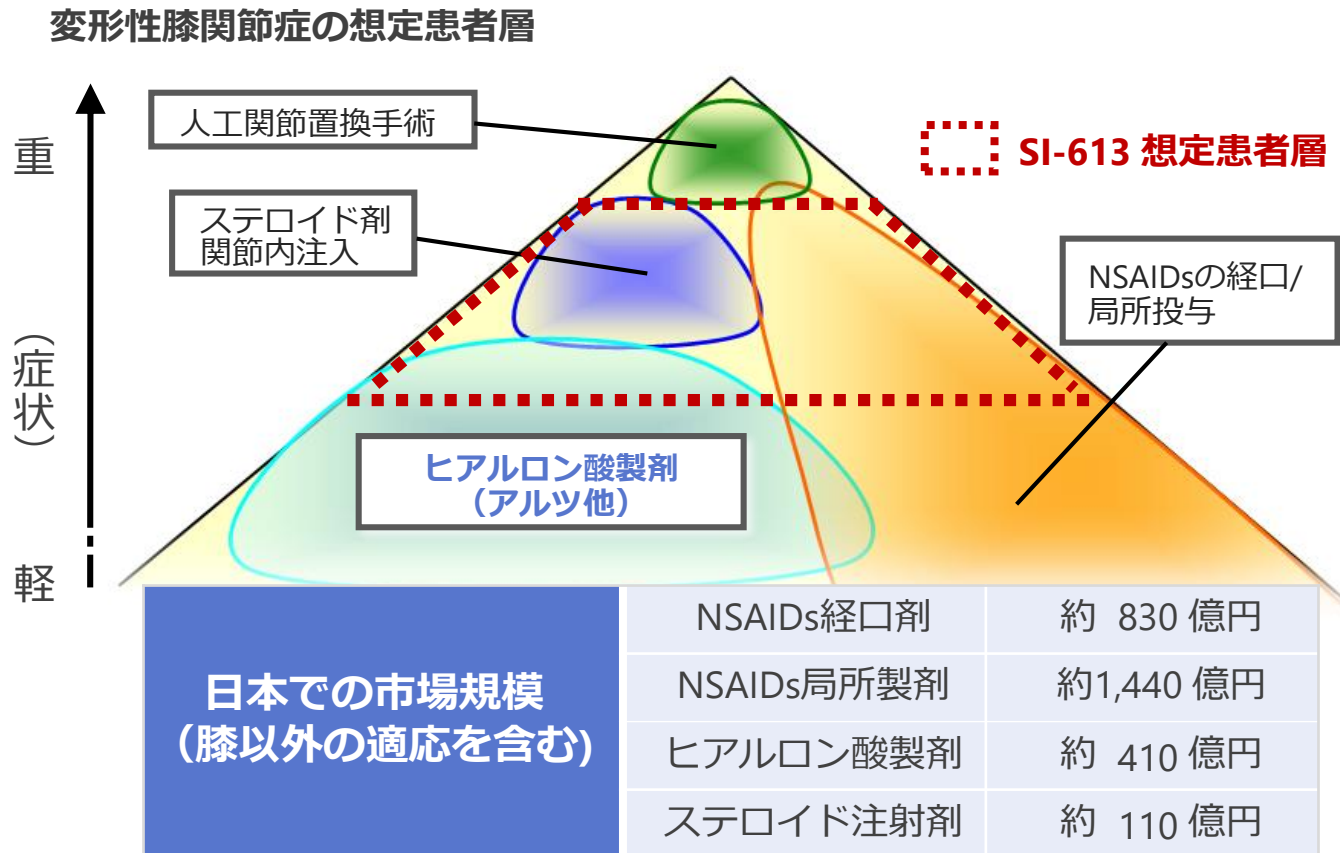 変形性膝関節症の想定患者層
重
（症状）
軽
人工関節置換手術
ステロイド剤
関節内注入
SI-613 想定患者層
NSAIDsの経口/
局所投与
ヒアルロン酸製剤
（アルツ他）
日本での市場規模
（膝以外の適応を含む)
NSAIDs経口剤 約 830 億円
NSAIDs局所製剤 約1,440 億円
ヒアルロン酸製剤 約 410 億円
ステロイド注射剤 約 110 億円